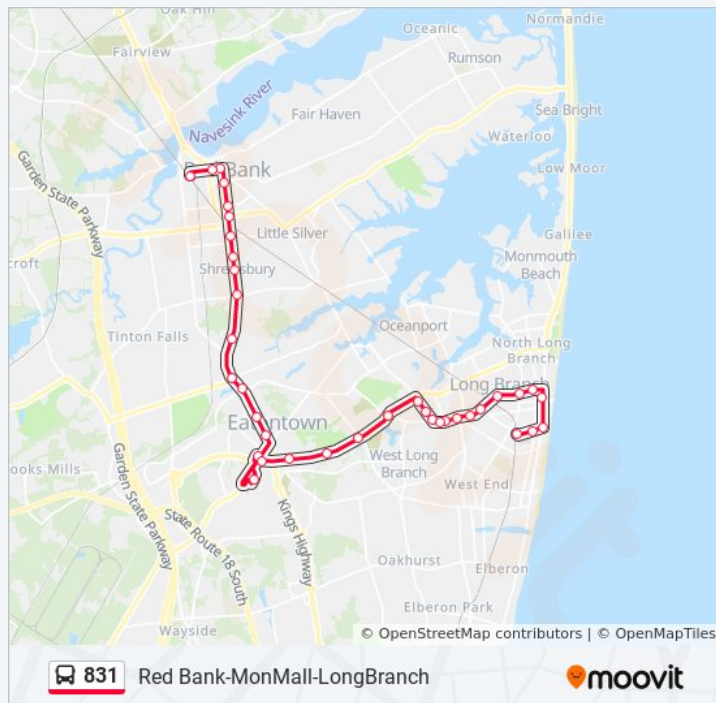 Normandie
Oceanic
Fairview
Rumson
Navesink River
Fair Haven
Sea Bright
Waterloo
Garden State Parkway
Red Bank
Low Moor
Little Silver
Galilee
croft
Shrewsbury
Monmouth
Beach
Tinton Falls
Oceanport
North Long
Branch
Long Branch
Eatontown
ooks Mills
West Long
Branch
Garden State Parkway
West End
State Route 18 South
Kings Highway
Oakhurst
Elberon
Elberon Park
Wayside
© OpenStreetMap contributors | © OpenMapTiles
831 Red Bank-MonMall-LongBranch
moovit